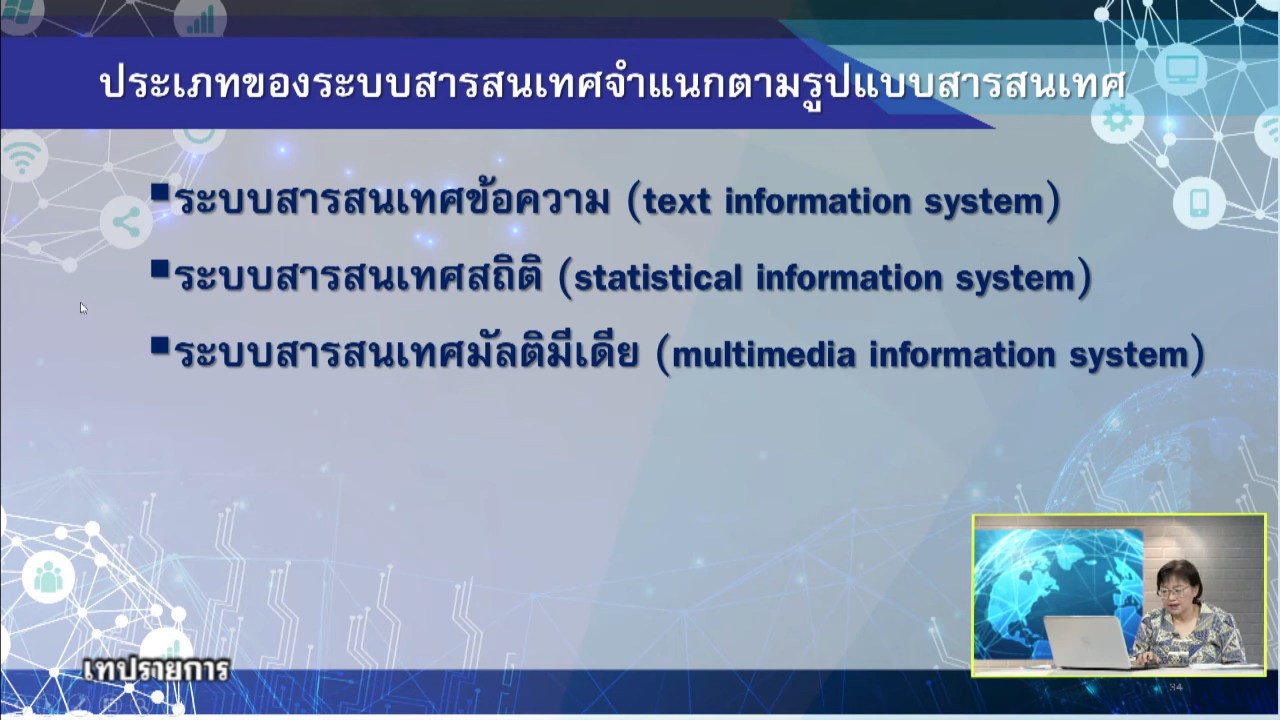 ประเภทของระบบสารสนเทศจำแนกตามรูปแบบสารสนเทศ
▪ระบบสารสนเทศข้อความ (text information system)
▪ระบบสารสนเทศสถิติ (statistical information system)
▪ระบบสารสนเทศมัลติมีเดีย (multimedia information system)
เทปรายการ
34